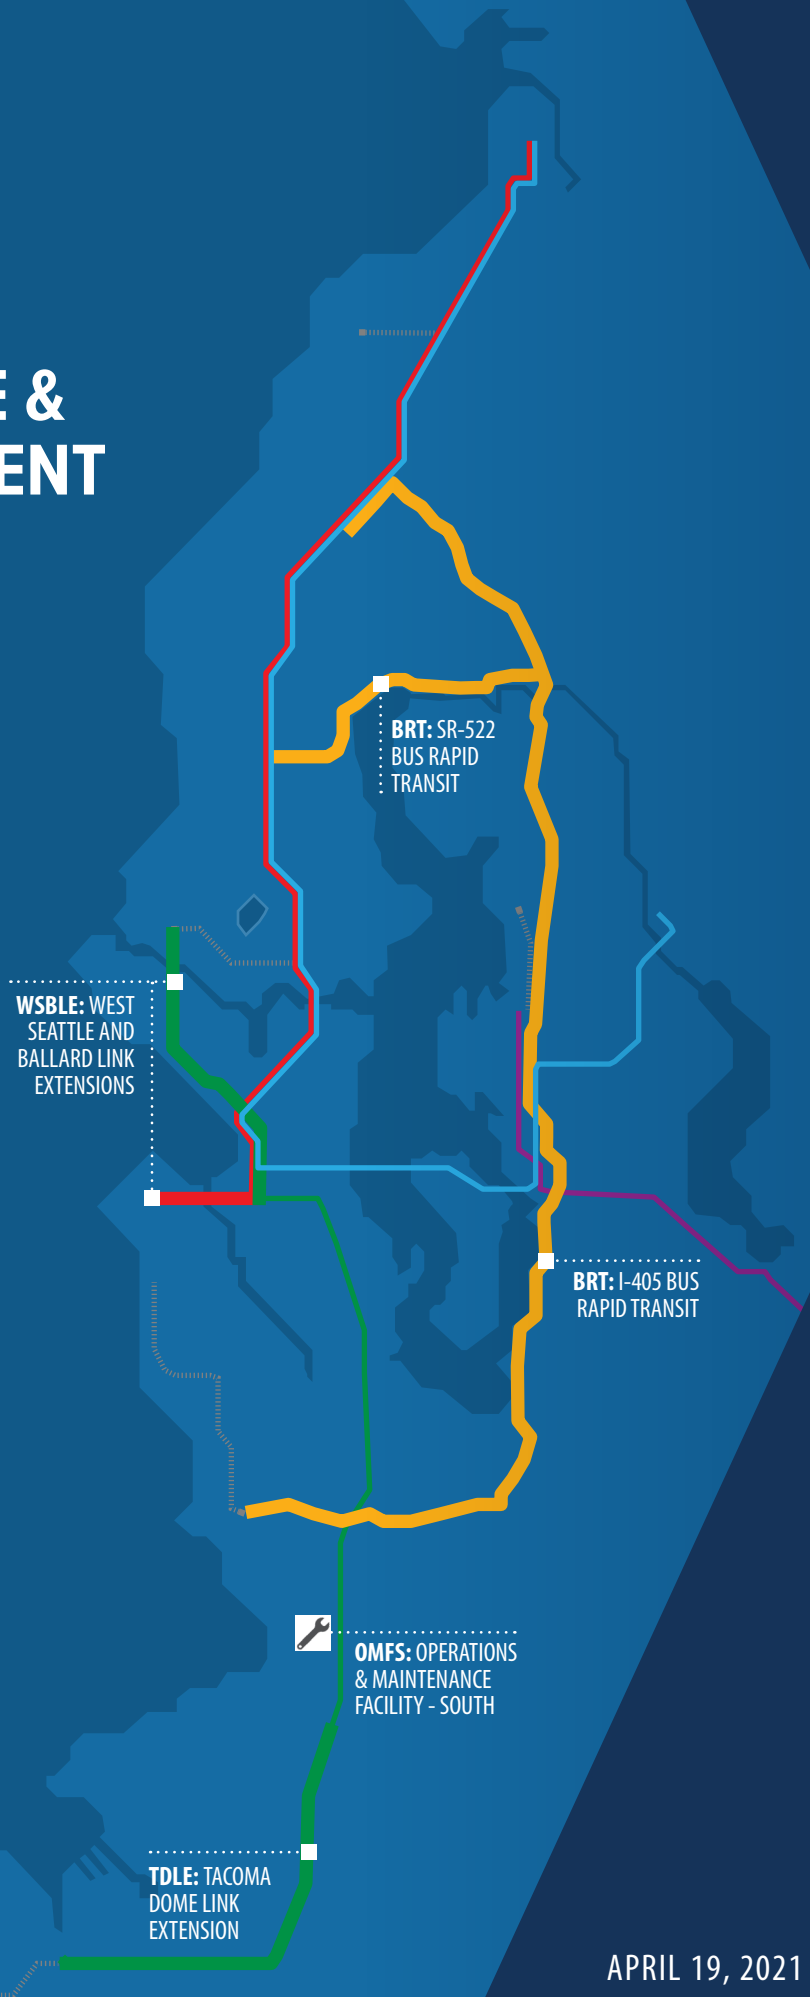 E &
ENT
BRT: SR-522
BUS RAPID
TRANSIT
WSBLE: WEST
SEATTLE AND
BALLARD LINK
EXTENSIONS
BRT: I-405 BUS
RAPID TRANSIT
OMFS: OPERATIONS
& MAINTENANCE
FACILITY - SOUTH
TDLE: TACOMA
DOME LINK
EXTENSION
APRIL 19, 2021